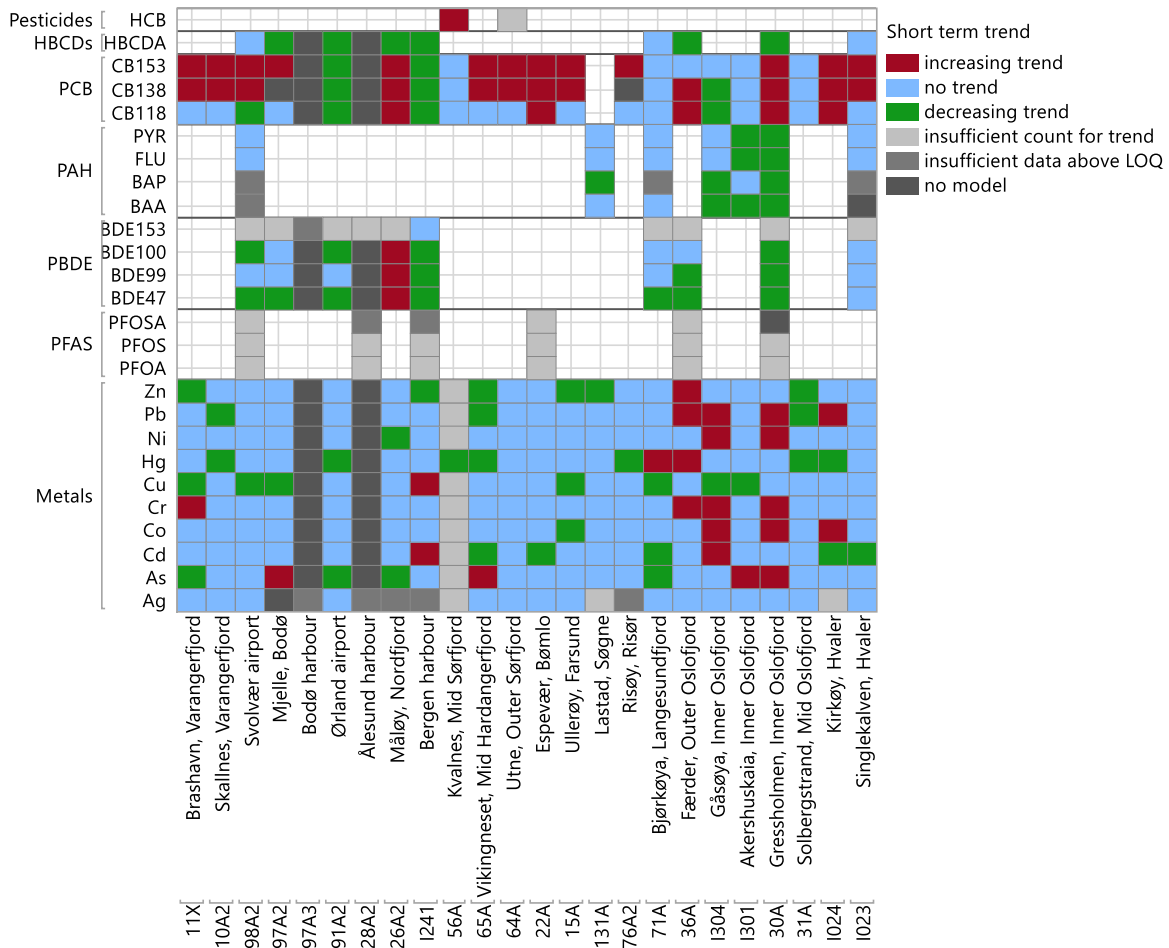 Pesticides
HCB
HBCDs
HBCDA
PCB
CB153
CB138
CB118
PAH
PYR
FLU
BAP
BAA
PBDE
BDE153
BDE100
BDE99
BDE47
PFAS
PFOSA
PFOS
PFOA
Metals
Zn
Pb
Ni
Hg
Cu
Cr
Co
Cd
As
Ag
Short term trend
increasing trend
no trend
decreasing trend
insufficient count for trend
insufficient data above LOQ
no model
Brashavn, Varangerfjord
Skallnes, Varangerfjord
Svolvær airport
Mjelle, Bodø
Bodø harbour
Ørland airport
Ålesund harbour
Måløy, Nordfjord
Bergen harbour
Kvalnes, Mid Sørfjord
Vikingneset, Mid Hardangerfjord
Utne, Outer Sørfjord
Espevær, Bømlo
Ullerøy, Farsund
Lastad, Søgne
Risøy, Risør
Bjørkøya, Langesundfjord
Færder, Outer Oslofjord
Gåsøya, Inner Oslofjord
Akershuskaia, Inner Oslofjord
Gressholmen, Inner Oslofjord
Solbergstrand, Mid Oslofjord
Kirkøy, Hvaler
Singlekalven, Hvaler
11X
10A2
98A2
97A2
97A3
91A2
28A2
26A2
I241
56A
65A
64A
22A
15A
131A
76A2
71A
36A
I304
I301
30A
31A
I024
I023